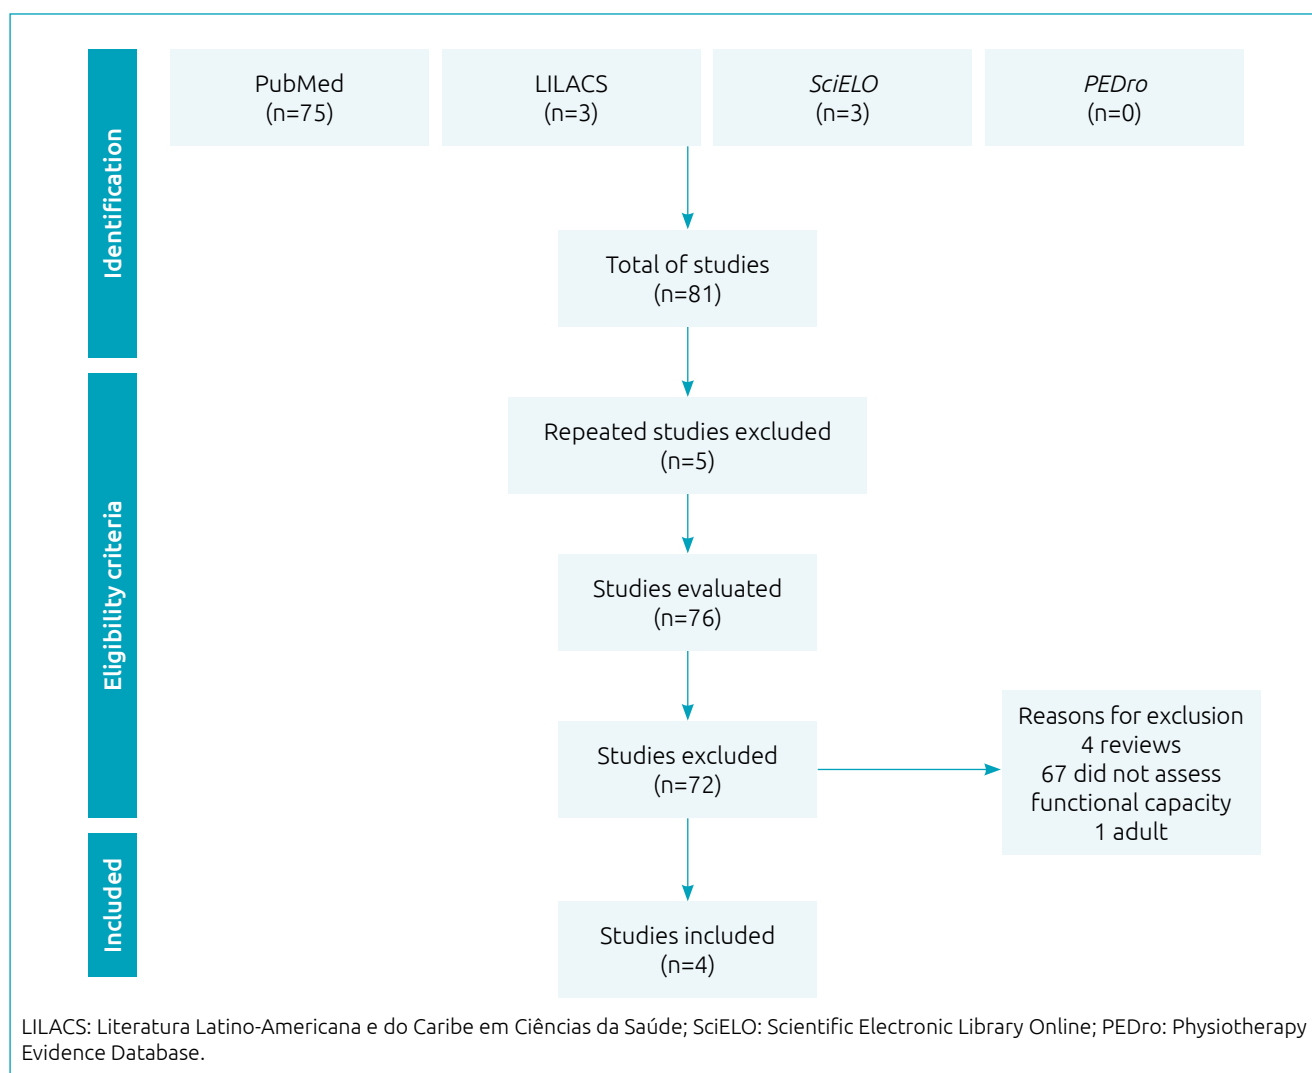 Identification
PubMed
(n=75)
LILACS
(n=3)
SciELO
(n=3)
PEDro
(n=0)
Total of studies
(n=81)
Eligibility criteria
Repeated studies excluded
(n=5)
Studies evaluated
(n=76)
Studies excluded
(n=72)
Reasons for exclusion
4 reviews
67 did not assess
functional capacity
1 adult
Included
Studies included
(n=4)
LILACS: Literatura Latino-Americana e do Caribe em Ciências da Saúde; SciELO: Scientific Electronic Library Online; PEDro: Physiotherapy
Evidence Database.